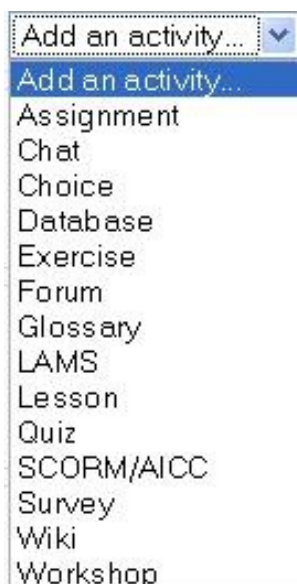 Add an activity...
Add an activity...
Assignment
Chat
Choice
Database
Exercise
Forum
Glossary
LAMS
Lesson
Quiz
SCORM/AICC
Survey
Wiki
Workshop